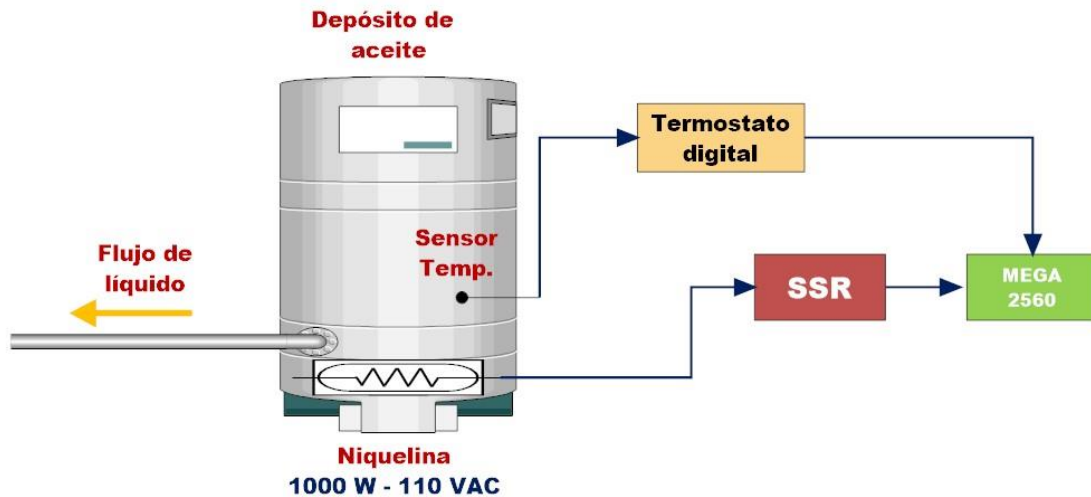 Depósito de
aceite
Termostato
digital
Sensor
Temp.
Flujo de
líquido
SSR
MEGA
2560
Niquelina
1000 W - 110 VAC